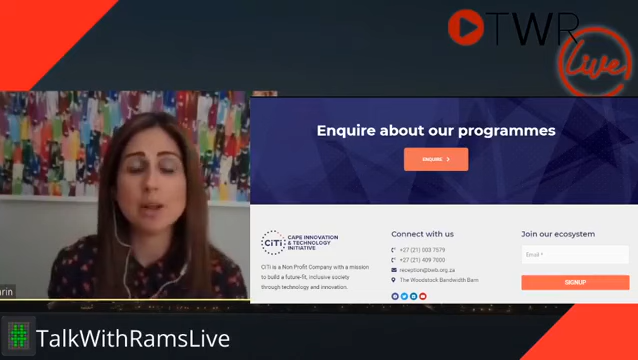 TWR
Live
Enquire about our programmes
ENQUIRE
CiTi
CAPE INNOVATION
& TECHNOLOGY
INITIATIVE
CiTi is a Non Profit Company with a mission
to build a future-fit, inclusive society
through technology and innovation.
Connect with us
+27 (21) 003 7579
+27 (21) 409 7000
reception@bwb.org.za
The Woodstock Bandwidth Barn
Join our ecosystem
Email *
SIGNUP
arin
TalkWithRamsLive